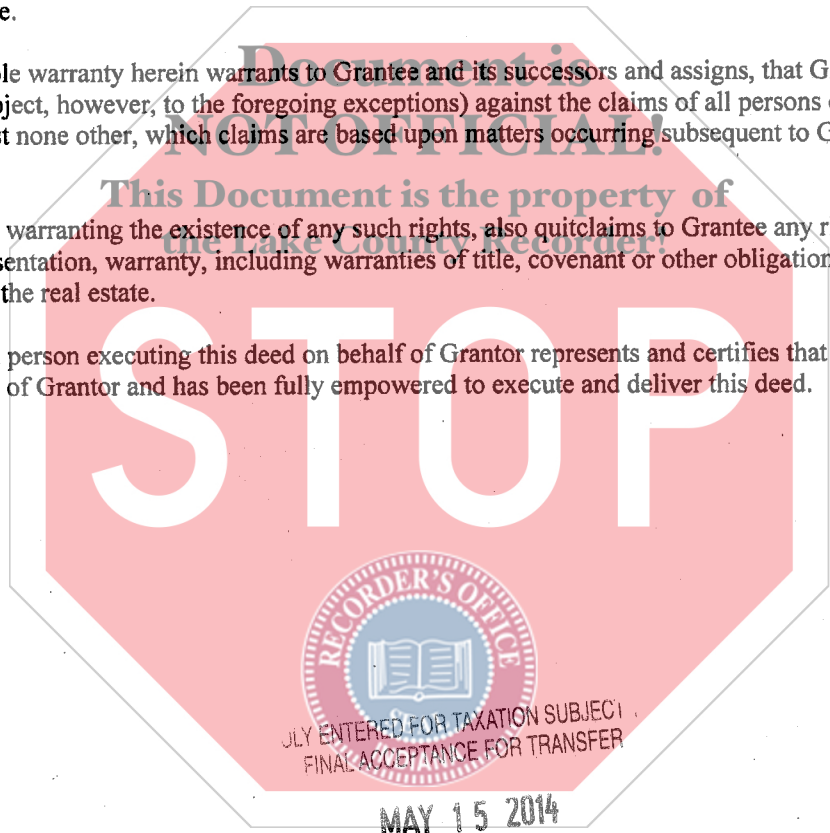 e.
Document is
ole warranty herein warrants to Grantee and its successors and assigns, that G
bject, however, to the foregoing exceptions) against the claims of all persons
st none other, which claims are based upon matters occurring subsequent to G
NOT OFFICIAL!
This Document is the property of
the Lake County Recorder!
warranting the existence of any such rights, also quitclaims to Grantee any r
sentation, warranty, including warranties of title, covenant or other obligation
the real estate.
STOP
person executing this deed on behalf of Grantor represents and certifies that
of Grantor and has been fully empowered to execute and deliver this deed.
RECORDER'S OFFICE
ULY ENTERED FOR TAXATION SUBJECT
FINAL ACCEPTANCE FOR TRANSFER
MAY 15 2014